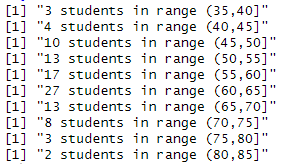 [1] "3 students in range (35,40]"
[1] "4 students in range (40,45]"
[1] "10 students in range (45,50]"
[1] "13 students in range (50,55]"
[1] "17 students in range (55,60]"
[1] "27 students in range (60,65]"
[1] "13 students in range (65,70]"
[1] "8 students in range (70,75]"
[1] "3 students in range (75,80]"
[1] "2 students in range (80,85]"